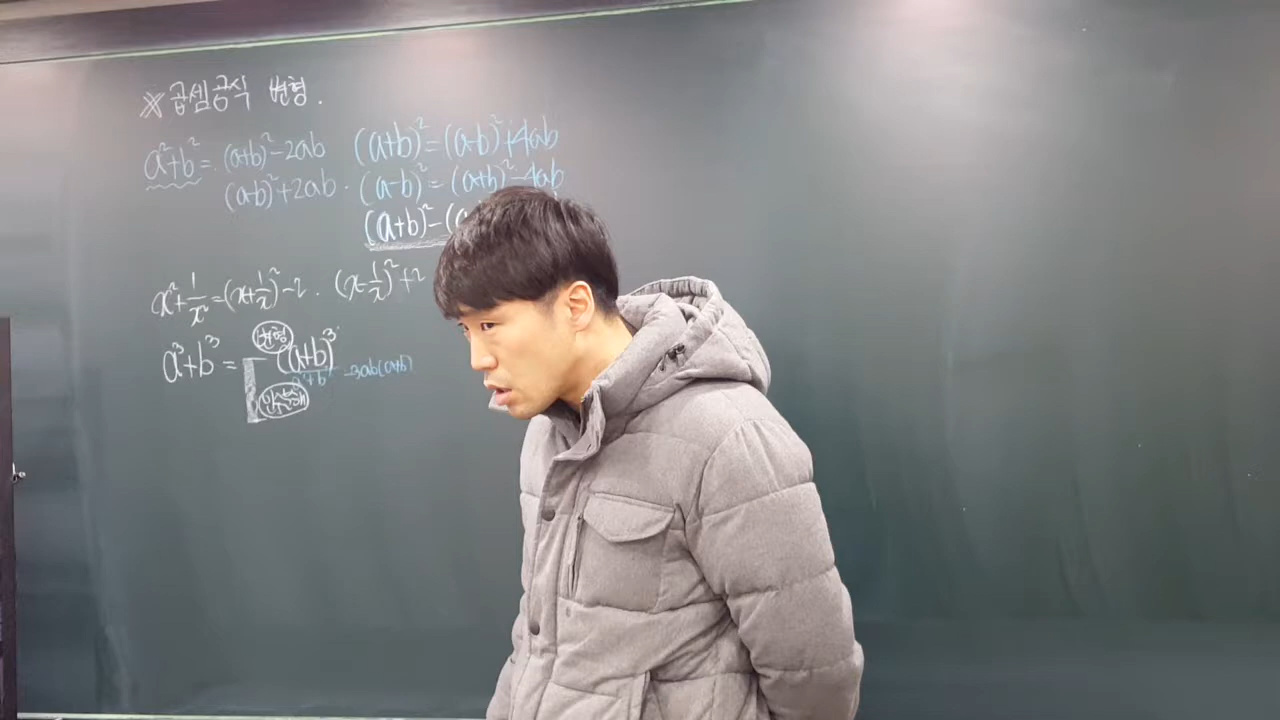 ※ 곱셈공식 변형.
a²+b² = (a+b)²-2ab
(a-b)²+2ab.
(a+b)²=(a-b)²+4ab
(a-b)²=(a+b)²-4ab
(a+b)²-(a
x²+1/x²=(x+1/x)²-2. (x-1/x)²+2
변형
a³+b³ = (a+b)³
-3ab(a+b)
인수분해